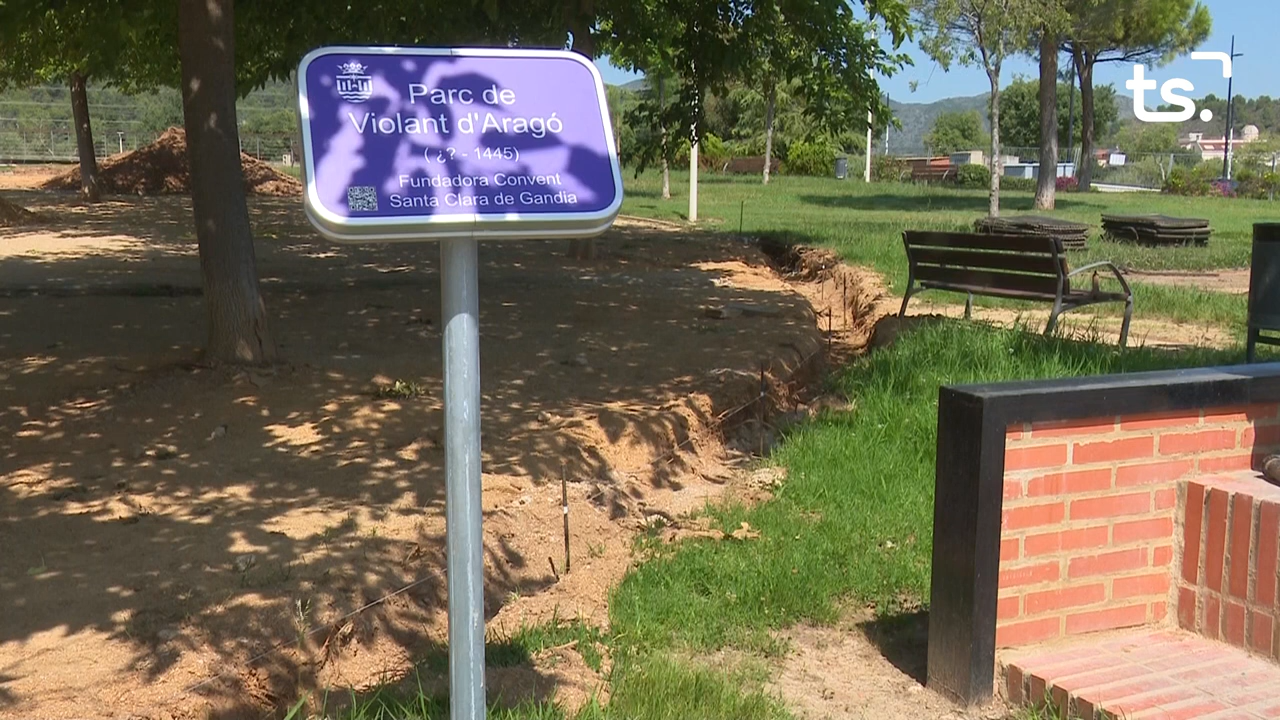 Parc de
Violant d'Aragó
(¿? - 1445)
Fundadora Convent
Santa Clara de Gandia
ts.